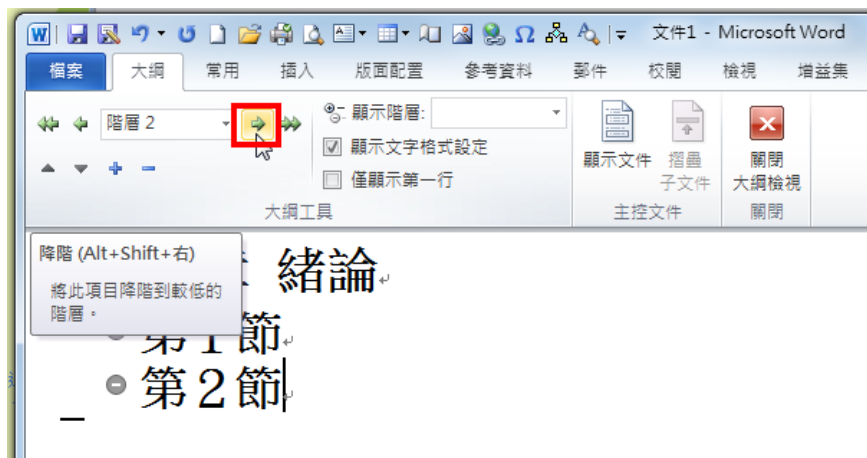 文件1 - Microsoft Word
檔案 大綱 常用 插入 版面配置 參考資料 郵件 校閱 檢視 增益集
階層 2
顯示階層:
顯示文字格式設定
僅顯示第一行
大綱工具
顯示文件
摺疊
子文件
主控文件
關閉
大綱檢視
關閉
降階 (Alt+Shift+右)
將此項目降階到較低的
階層。
緒論
第1節
第2節